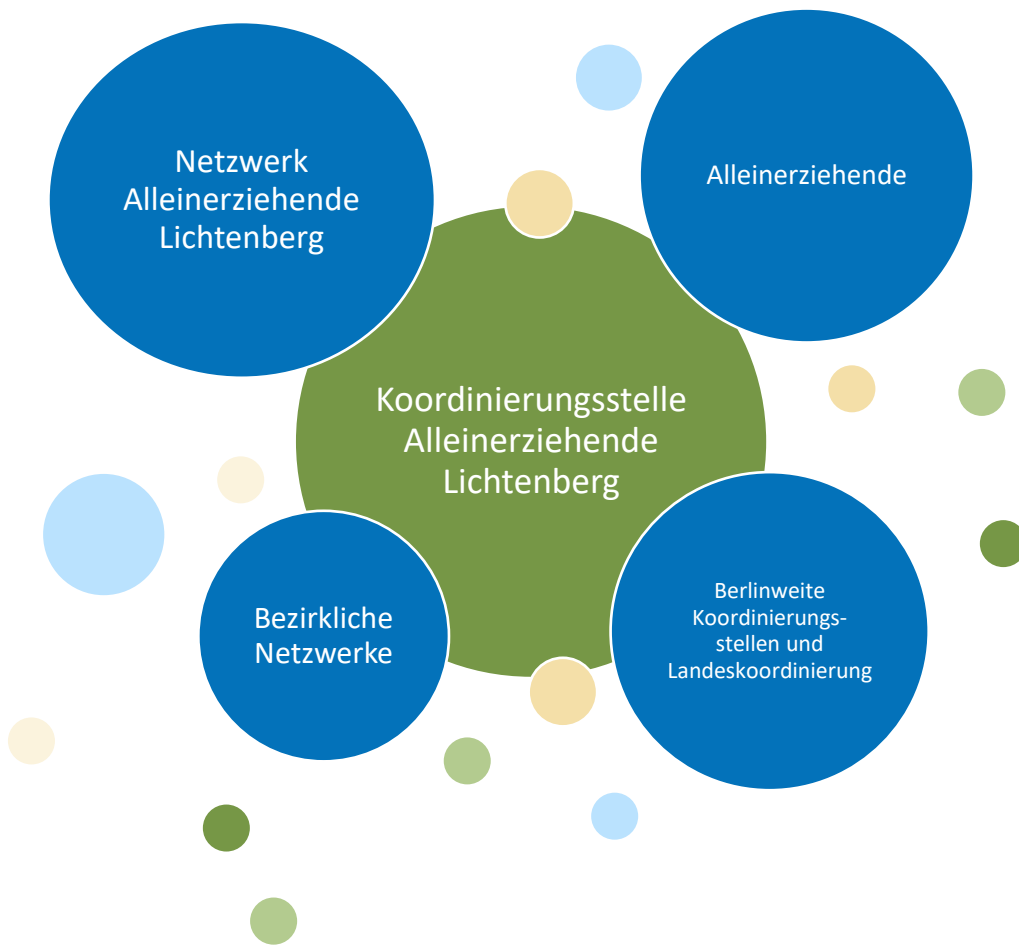 Netzwerk
Alleinerziehende
Lichtenberg
Alleinerziehende
Koordinierungsstelle
Alleinerziehende
Lichtenberg
Bezirkliche
Netzwerke
Berlinweite
Koordinierungs-
stellen und
Landeskoordinierung